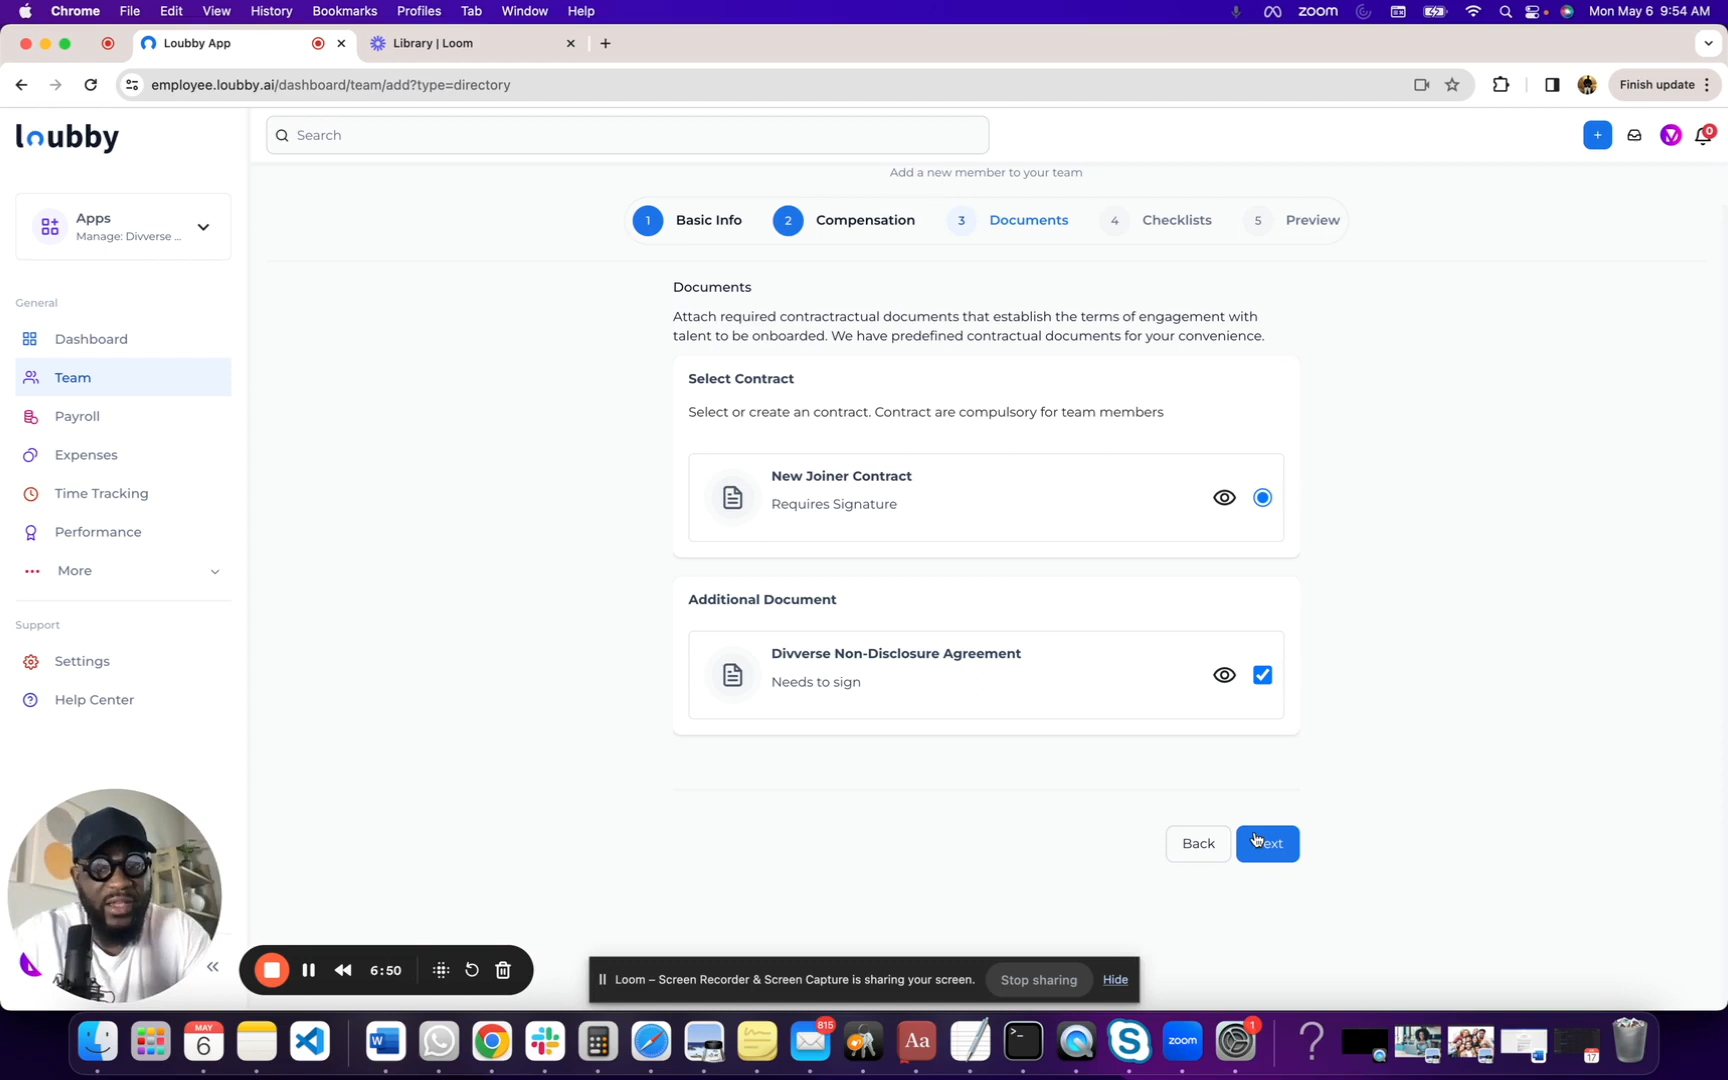 Chrome File Edit View History Bookmarks Profiles Tab Window Help zoom Mon May 6 9:54 AM
Loubby App Library | Loom
employee.loubby.ai/dashboard/team/add?type=directory Finish update
loubby Search 0
Add a new member to your team
1 Basic Info 2 Compensation 3 Documents 4 Checklists 5 Preview
Apps
Manage: Divverse ...
General
Dashboard
Team
Payroll
Expenses
Time Tracking
Performance
More
Support
Settings
Help Center
Documents
Attach required contractractual documents that establish the terms of engagement with
talent to be onboarded. We have predefined contractual documents for your convenience.
Select Contract
Select or create an contract. Contract are compulsory for team members
New Joiner Contract
Requires Signature
Additional Document
Divverse Non-Disclosure Agreement
Needs to sign
Back
6:50
Loom – Screen Recorder & Screen Capture is sharing your screen. Stop sharing Hide
MAY
6
815
Aa
zoom
1
17